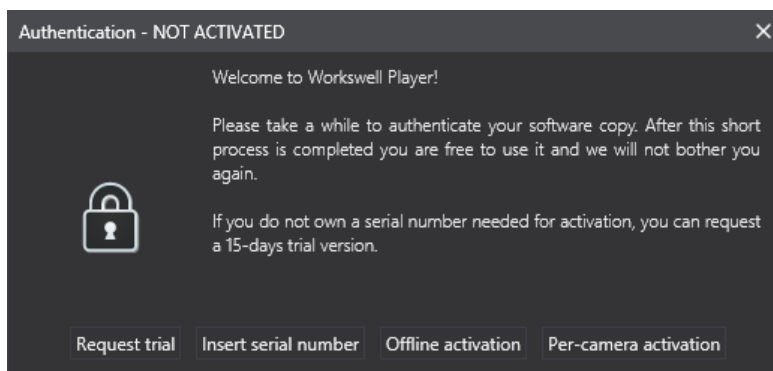 Authentication - NOT ACTIVATED
Welcome to Workswell Player!
Please take a while to authenticate your software copy. After this short
process is completed you are free to use it and we will not bother you
again.
If you do not own a serial number needed for activation, you can request
a 15-days trial version.
Request trial Insert serial number Offline activation Per-camera activation